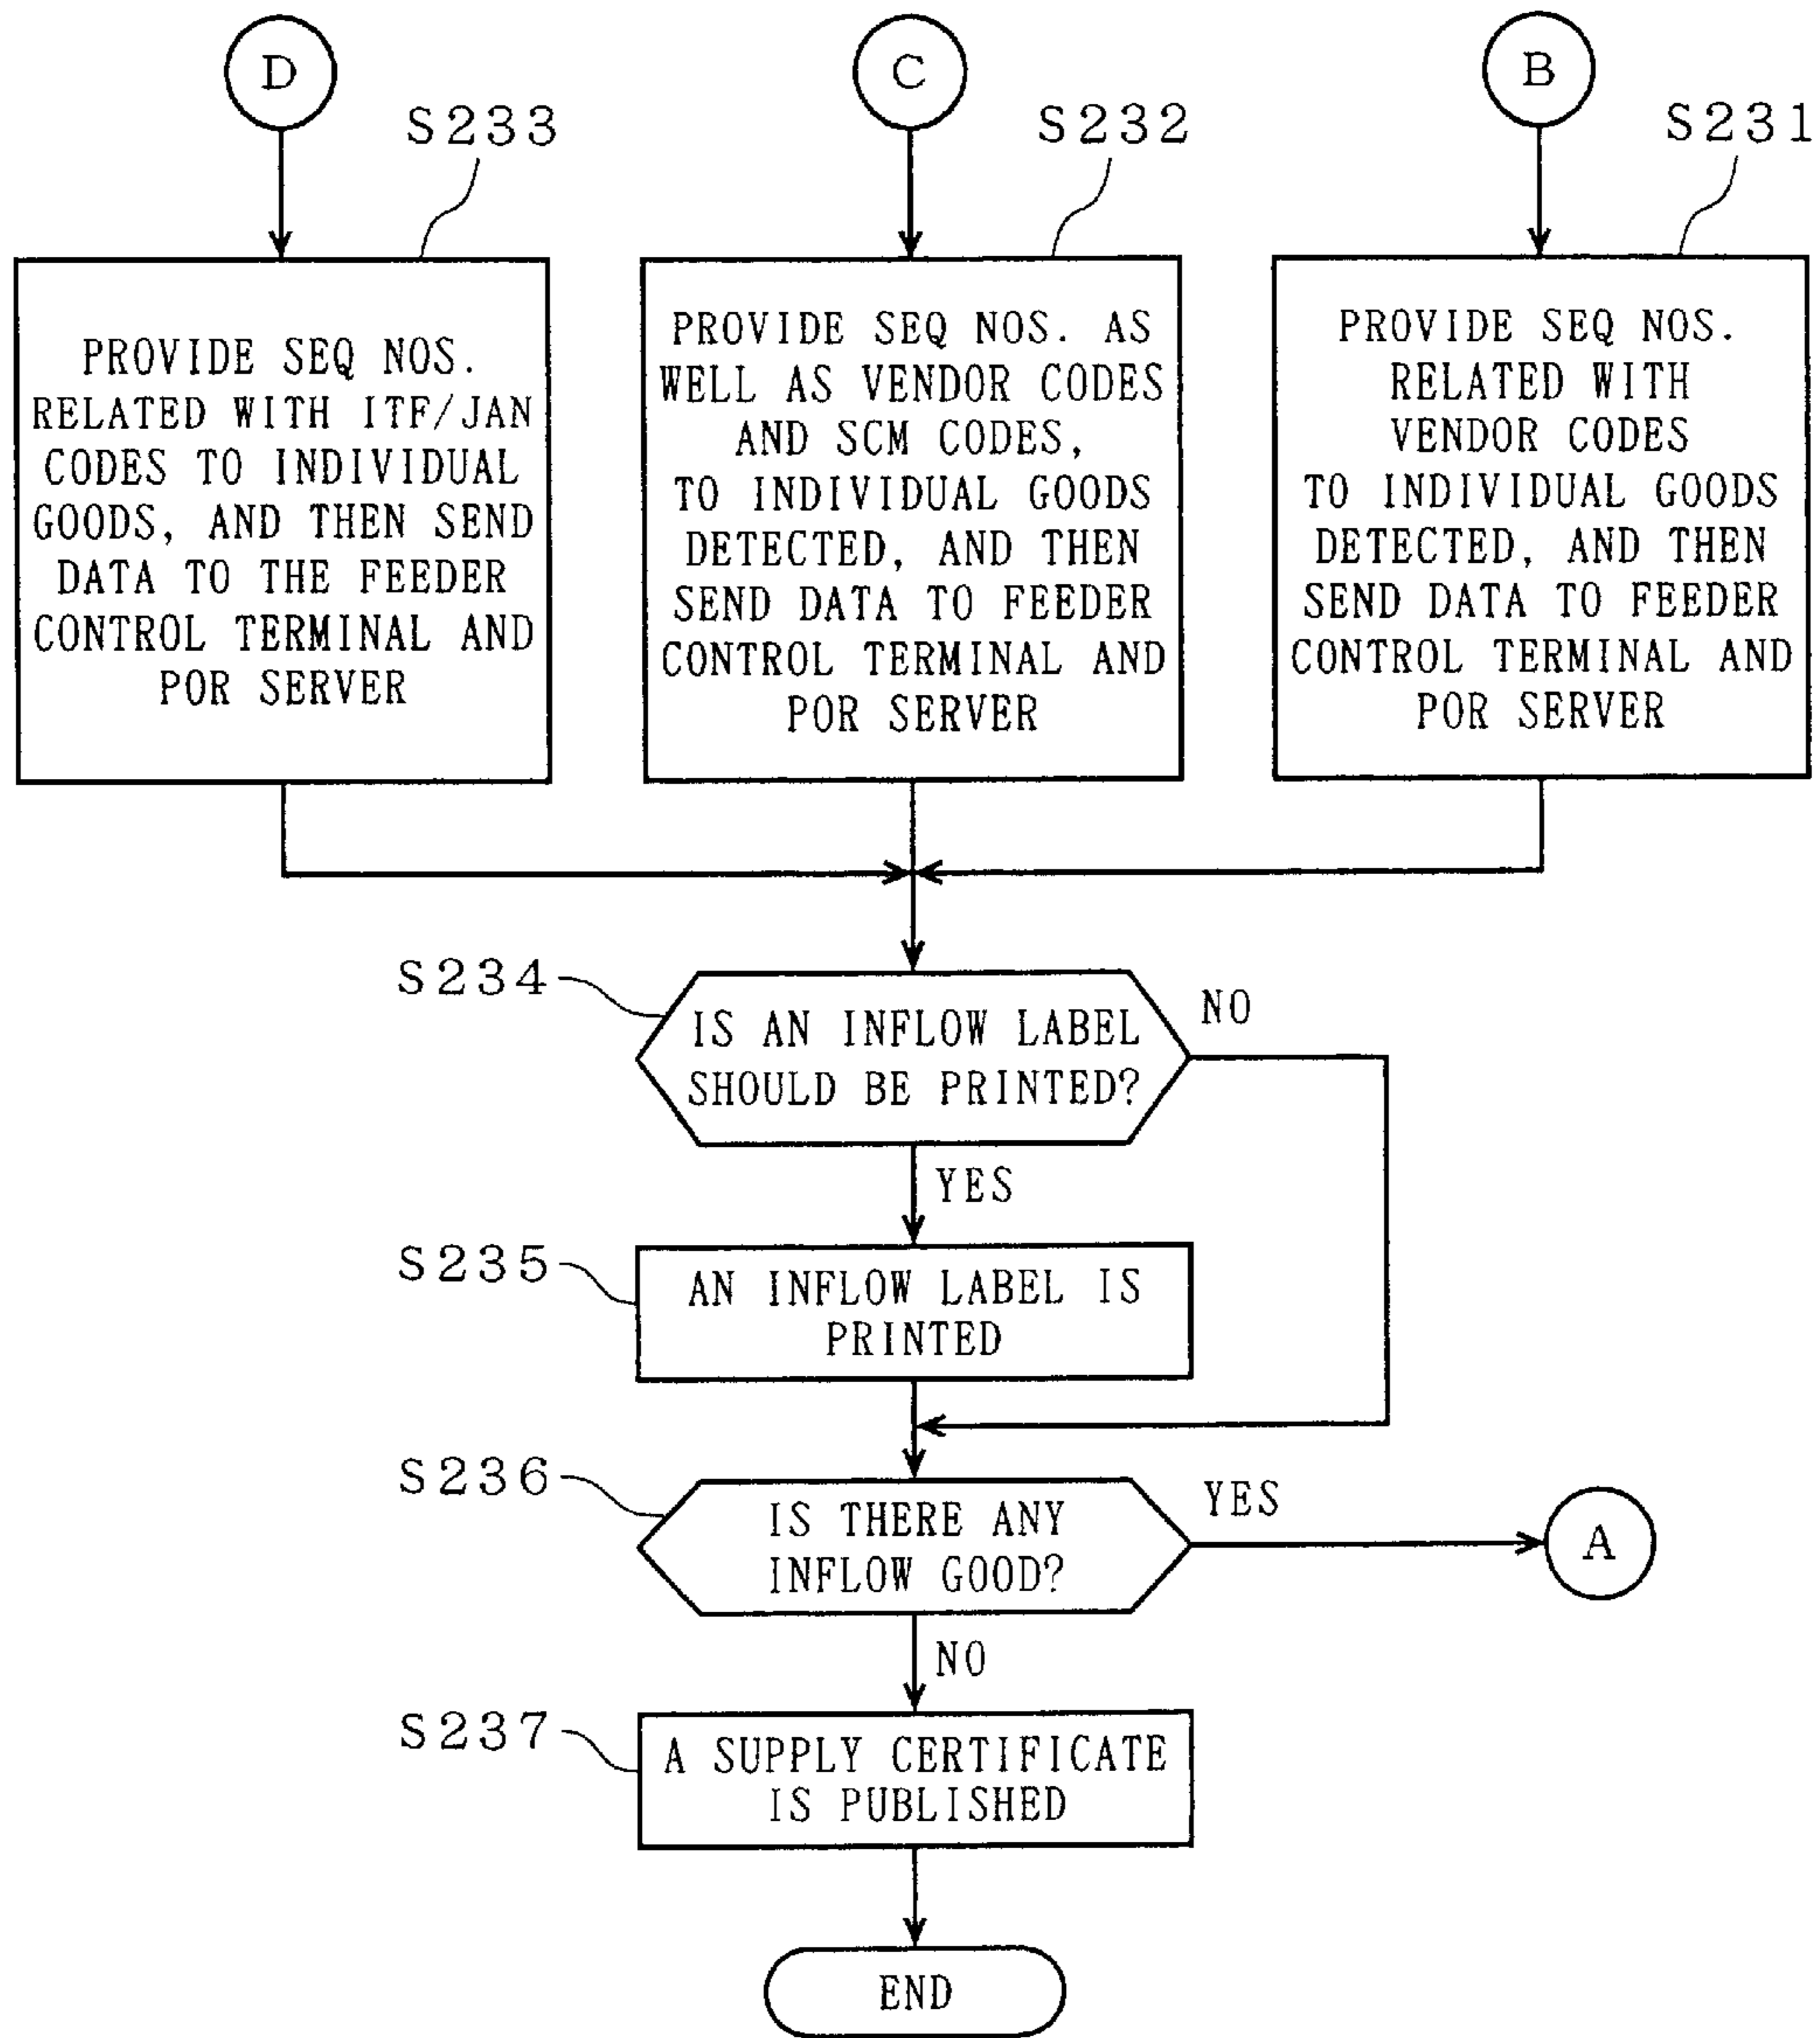 D
C
B
S233
S232
S231
PROVIDE SEQ NOS.
RELATED WITH ITF/JAN
CODES TO INDIVIDUAL
GOODS, AND THEN SEND
DATA TO THE FEEDER
CONTROL TERMINAL AND
POR SERVER
PROVIDE SEQ NOS. AS
WELL AS VENDOR CODES
AND SCM CODES,
TO INDIVIDUAL GOODS
DETECTED, AND THEN
SEND DATA TO FEEDER
CONTROL TERMINAL AND
POR SERVER
PROVIDE SEQ NOS.
RELATED WITH
VENDOR CODES
TO INDIVIDUAL GOODS
DETECTED, AND THEN
SEND DATA TO FEEDER
CONTROL TERMINAL AND
POR SERVER
S234
IS AN INFLOW LABEL
SHOULD BE PRINTED?
NO
YES
S235
AN INFLOW LABEL IS
PRINTED
S236
IS THERE ANY
INFLOW GOOD?
YES
A
NO
S237
A SUPPLY CERTIFICATE
IS PUBLISHED
END